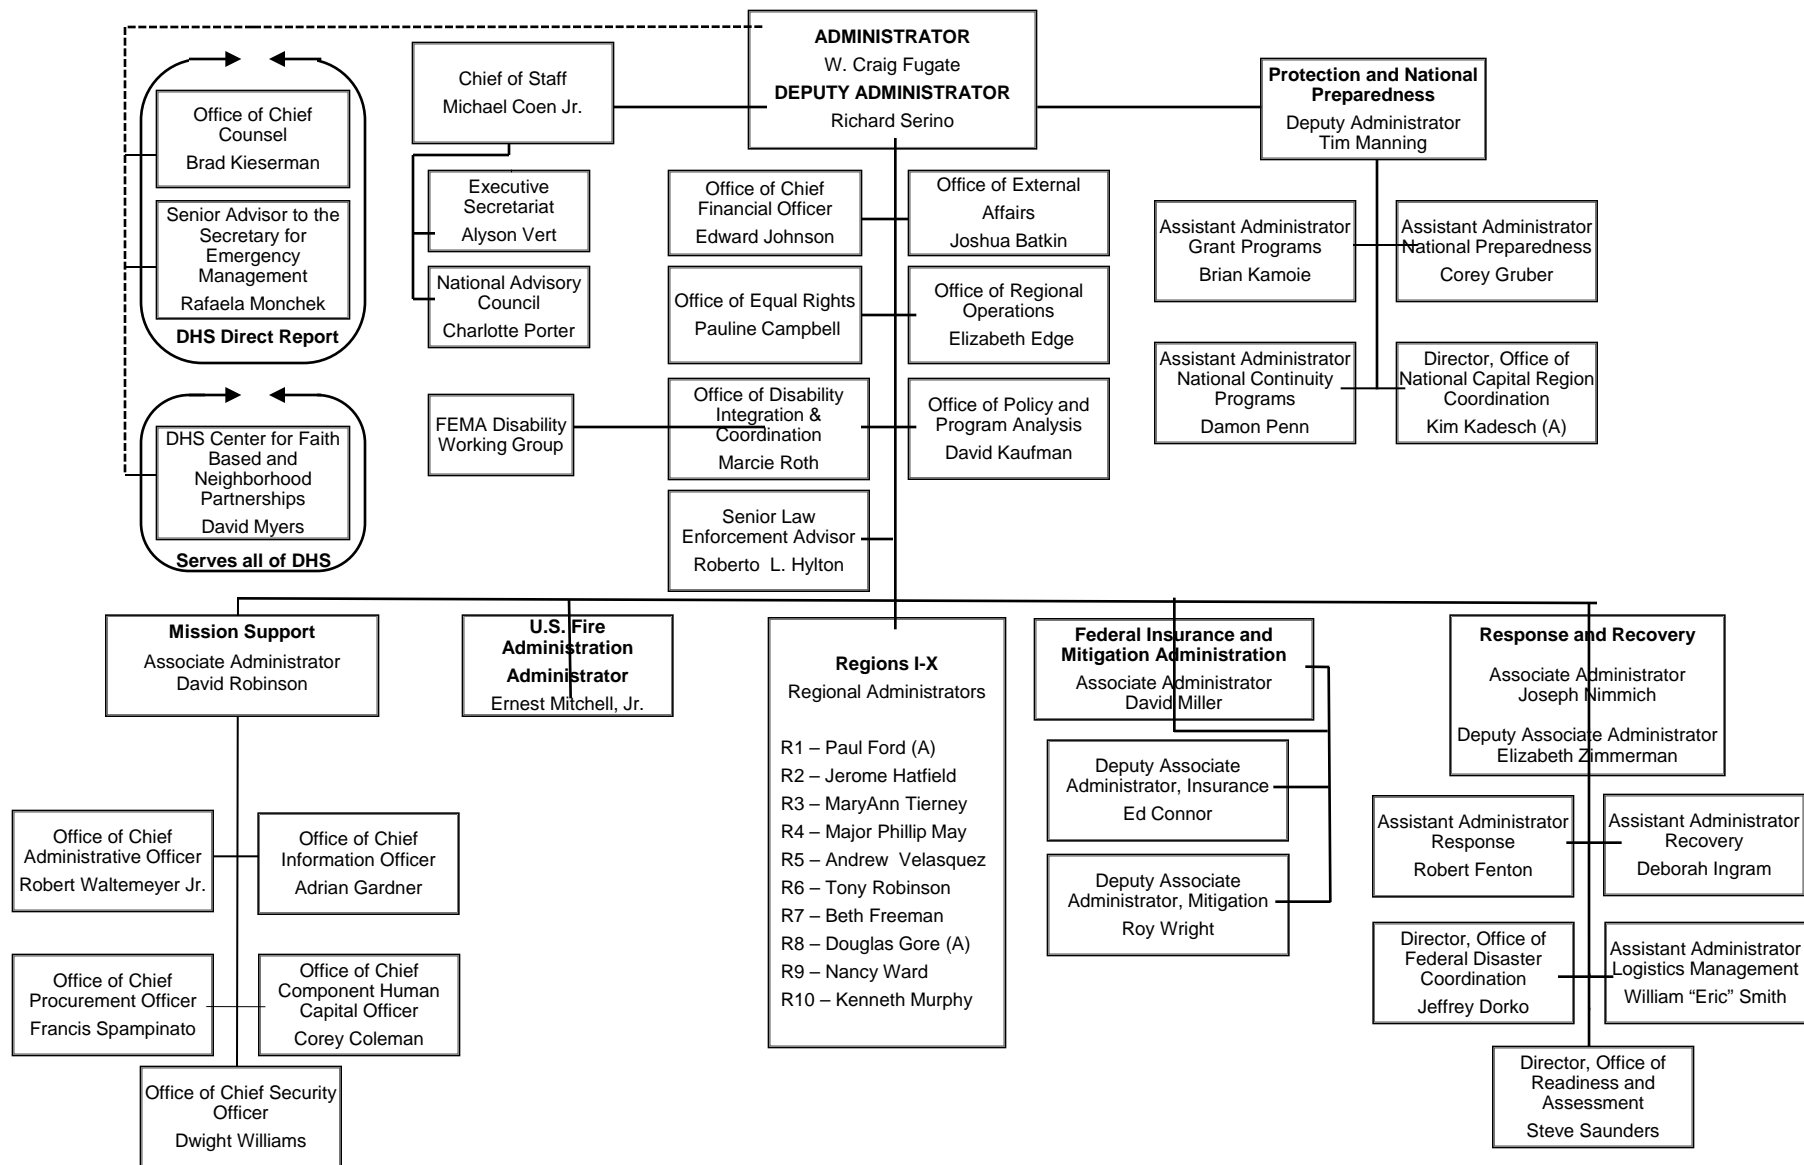 ADMINISTRATOR
W. Craig Fugate
DEPUTY ADMINISTRATOR
Richard Serino
Chief of Staff
Michael Coen Jr.
Protection and National
Preparedness
Deputy Administrator
Tim Manning
Office of Chief
Counsel
Brad Kieserman
Senior Advisor to the
Secretary for
Emergency
Management
Rafaela Monchek
DHS Direct Report
DHS Center for Faith
Based and
Neighborhood
Partnerships
David Myers
Serves all of DHS
Executive
Secretariat
Alyson Vert
National Advisory
Council
Charlotte Porter
FEMA Disability
Working Group
Office of Chief
Financial Officer
Edward Johnson
Office of External
Affairs
Joshua Batkin
Office of Equal Rights
Pauline Campbell
Office of Regional
Operations
Elizabeth Edge
Office of Disability
Integration &
Coordination
Marcie Roth
Office of Policy and
Program Analysis
David Kaufman
Senior Law
Enforcement Advisor
Roberto L. Hylton
Assistant Administrator
Grant Programs
Brian Kamoie
Assistant Administrator
National Preparedness
Corey Gruber
Assistant Administrator
National Continuity
Programs
Damon Penn
Director, Office of
National Capital Region
Coordination
Kim Kadesch (A)
Mission Support
Associate Administrator
David Robinson
Office of Chief
Administrative Officer
Robert Waltemeyer Jr.
Office of Chief
Information Officer
Adrian Gardner
Office of Chief
Procurement Officer
Francis Spampinato
Office of Chief
Component Human
Capital Officer
Corey Coleman
Office of Chief Security
Officer
Dwight Williams
U.S. Fire
Administration
Administrator
Ernest Mitchell, Jr.
Regions I-X
Regional Administrators
R1 – Paul Ford (A)
R2 – Jerome Hatfield
R3 – MaryAnn Tierney
R4 – Major Phillip May
R5 – Andrew Velasquez
R6 – Tony Robinson
R7 – Beth Freeman
R8 – Douglas Gore (A)
R9 – Nancy Ward
R10 – Kenneth Murphy
Federal Insurance and
Mitigation Administration
Associate Administrator
David Miller
Deputy Associate
Administrator, Insurance
Ed Connor
Deputy Associate
Administrator, Mitigation
Roy Wright
Response and Recovery
Associate Administrator
Joseph Nimmich
Deputy Associate Administrator
Elizabeth Zimmerman
Assistant Administrator
Response
Robert Fenton
Assistant Administrator
Recovery
Deborah Ingram
Director, Office of
Federal Disaster
Coordination
Jeffrey Dorko
Assistant Administrator
Logistics Management
William “Eric” Smith
Director, Office of
Readiness and
Assessment
Steve Saunders